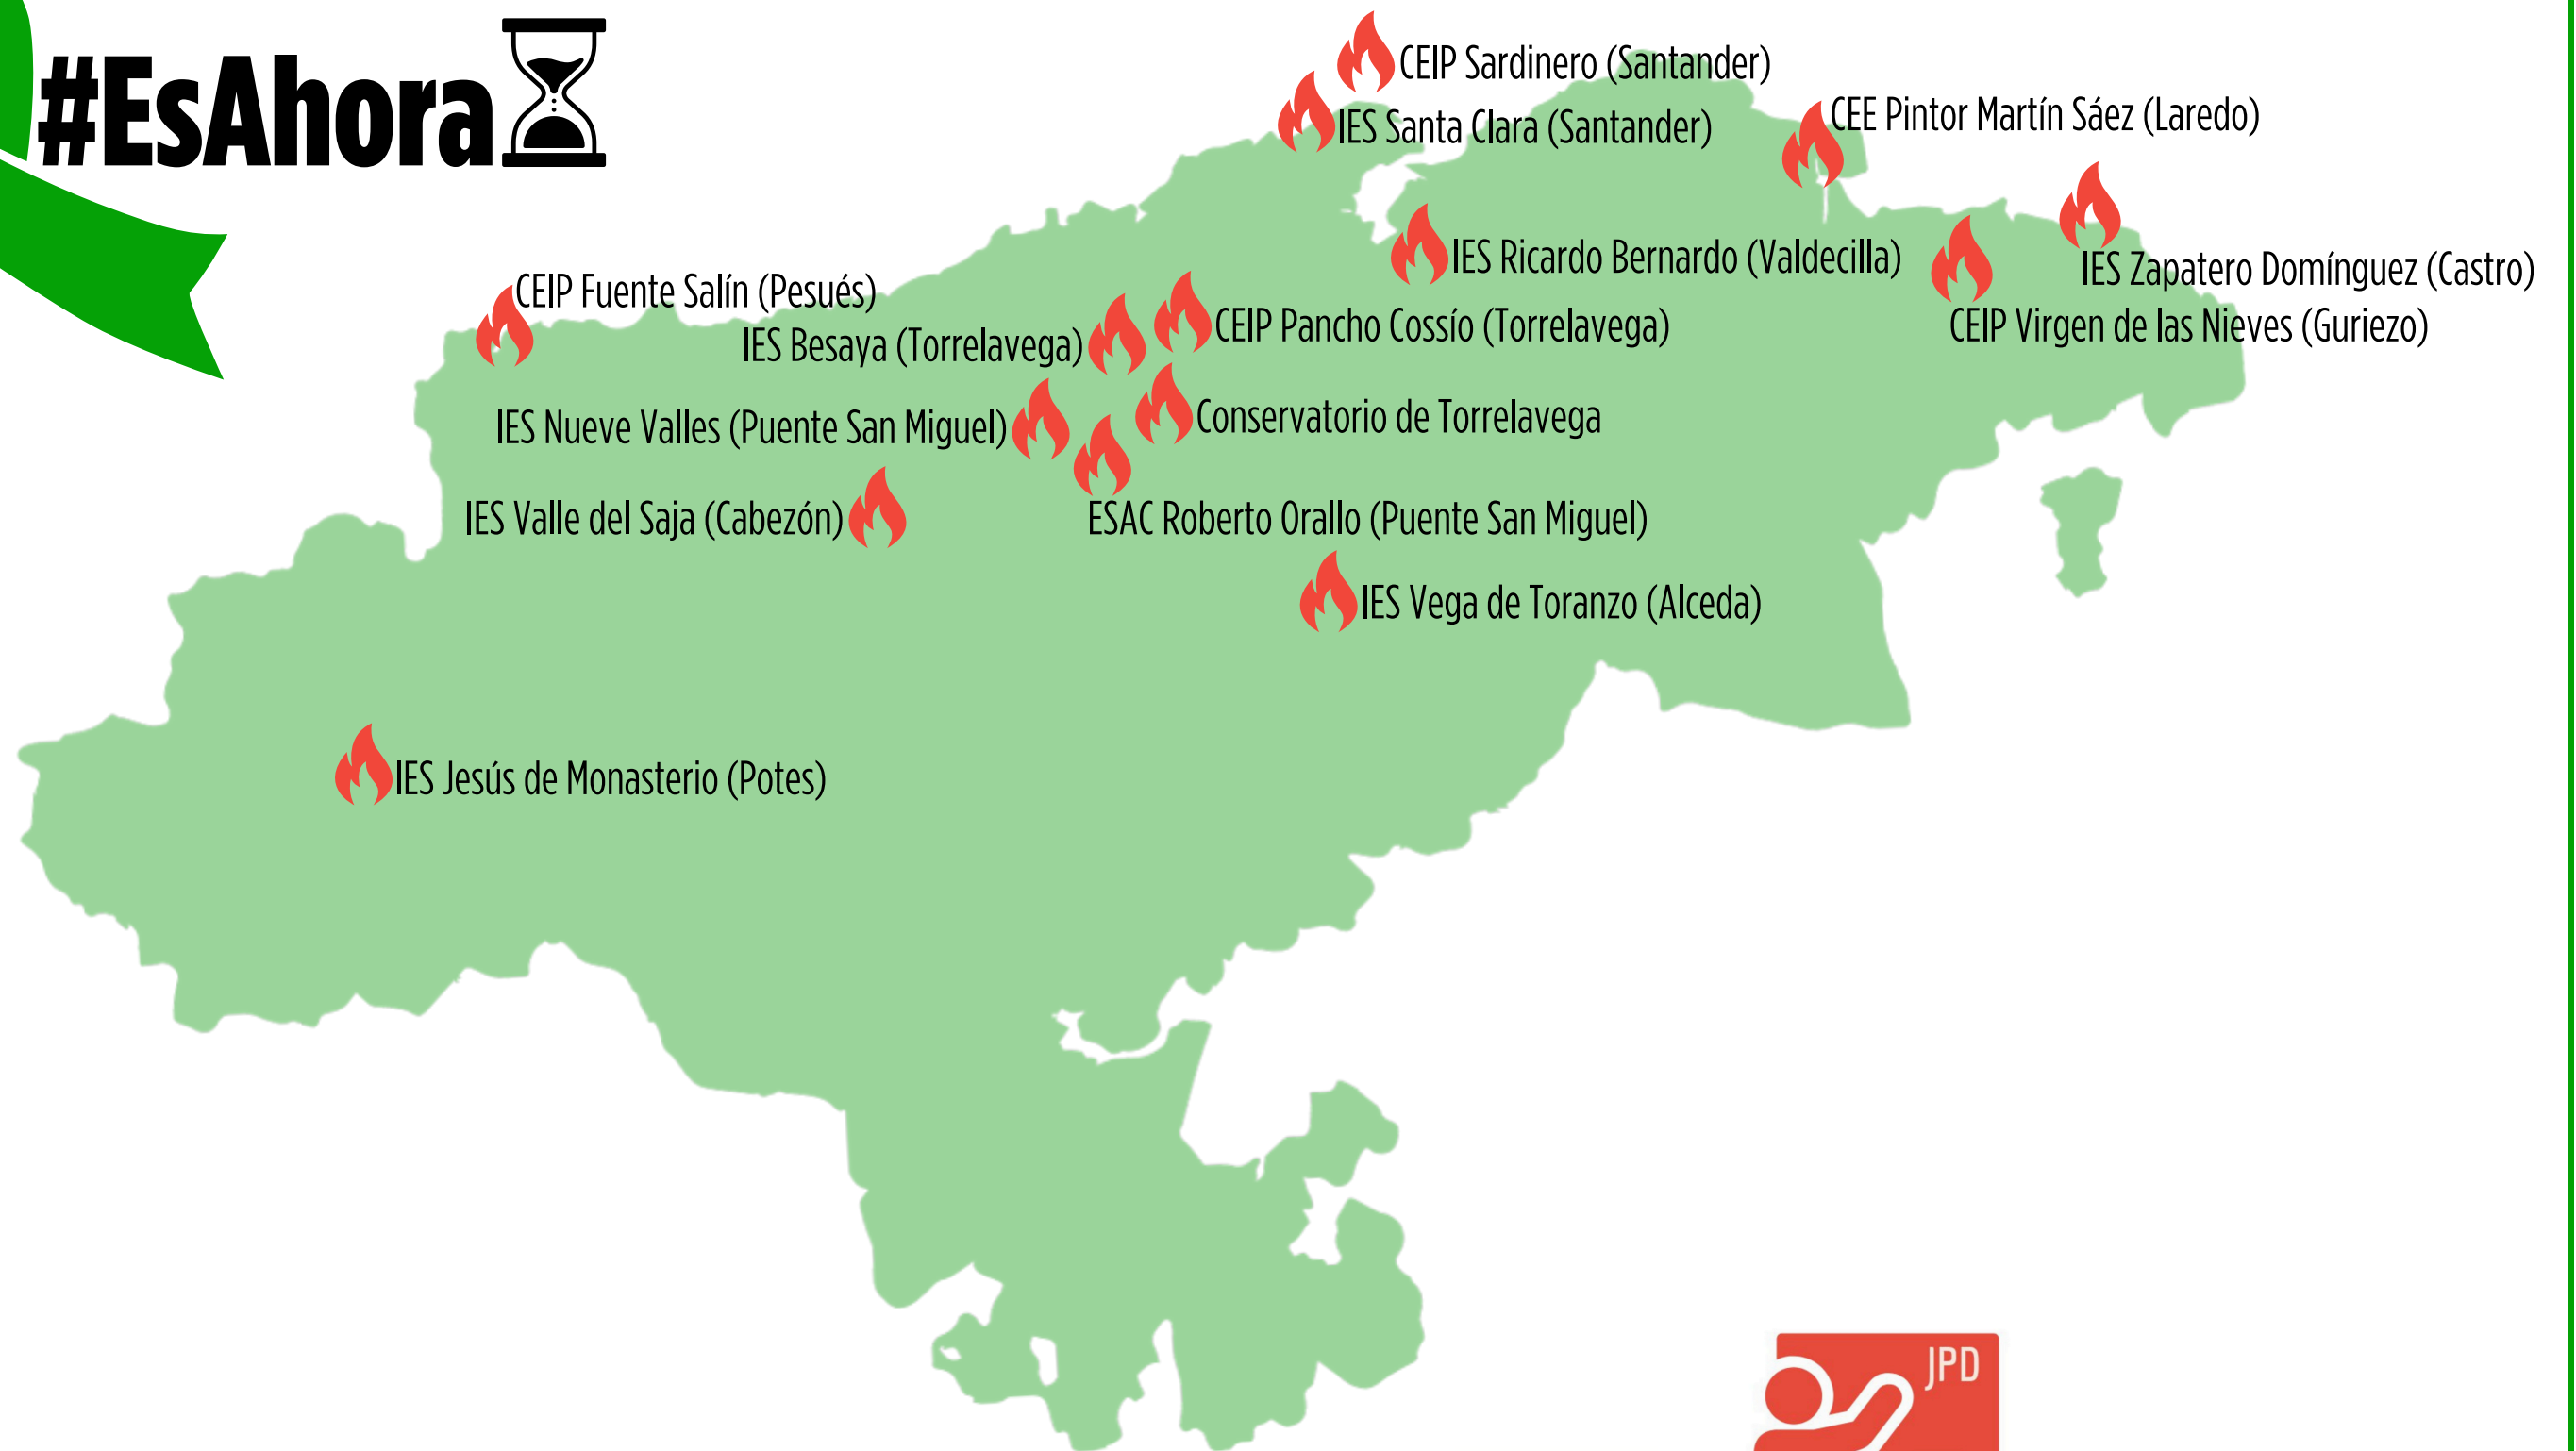 #EsAhora
CEIP Sardinero (Santander)
IES Santa Clara (Santander)
CEE Pintor Martín Sáez (Laredo)
IES Ricardo Bernardo (Valdecilla)
IES Zapatero Domínguez (Castro)
CEIP Virgen de las Nieves (Guriezo)
CEIP Fuente Salín (Pesués)
IES Besaya (Torrelavega)
CEIP Pancho Cossío (Torrelavega)
IES Nueve Valles (Puente San Miguel)
Conservatorio de Torrelavega
IES Valle del Saja (Cabezón)
ESAC Roberto Orallo (Puente San Miguel)
IES Vega de Toranzo (Alceda)
IES Jesús de Monasterio (Potes)
JPD